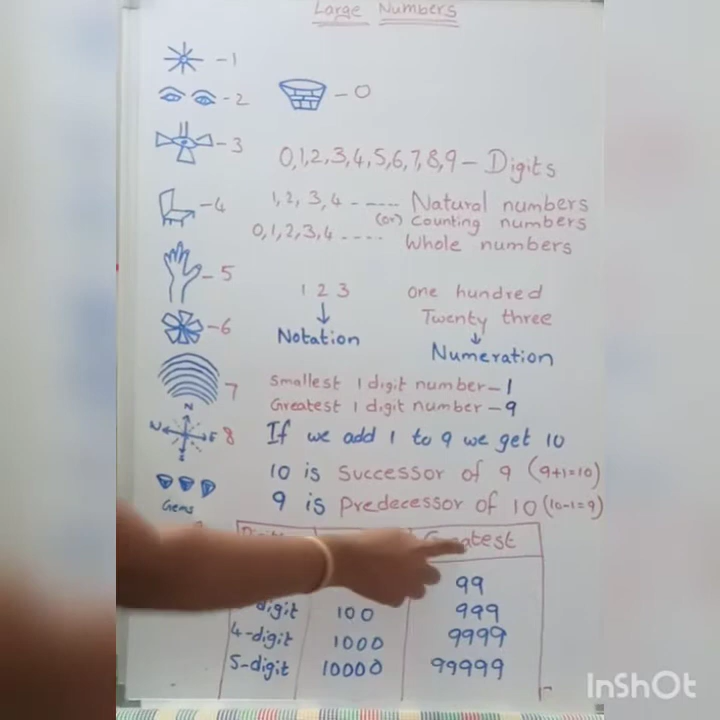 Large Numbers
-1
-2
-0
-3
0,1,2,3,4,5,6,7,8,9 - Digits
-4
1, 2, 3, 4 - - - - - Natural numbers
(or) Counting numbers
0, 1, 2, 3, 4 - - - - Whole numbers
-5
1 2 3
one hundred
Twenty three
-6
Notation
Numeration
7
Smallest 1 digit number - 1
Greatest 1 digit number - 9
N
W
E
S
8
If we add 1 to 9 we get 10
10 is Successor of 9 (9+1=10)
Gems
9 is Predecessor of 10 (10-1=9)
99
digit 100 999
4-digit 1000 9999
5-digit 10000 99999
InShOt